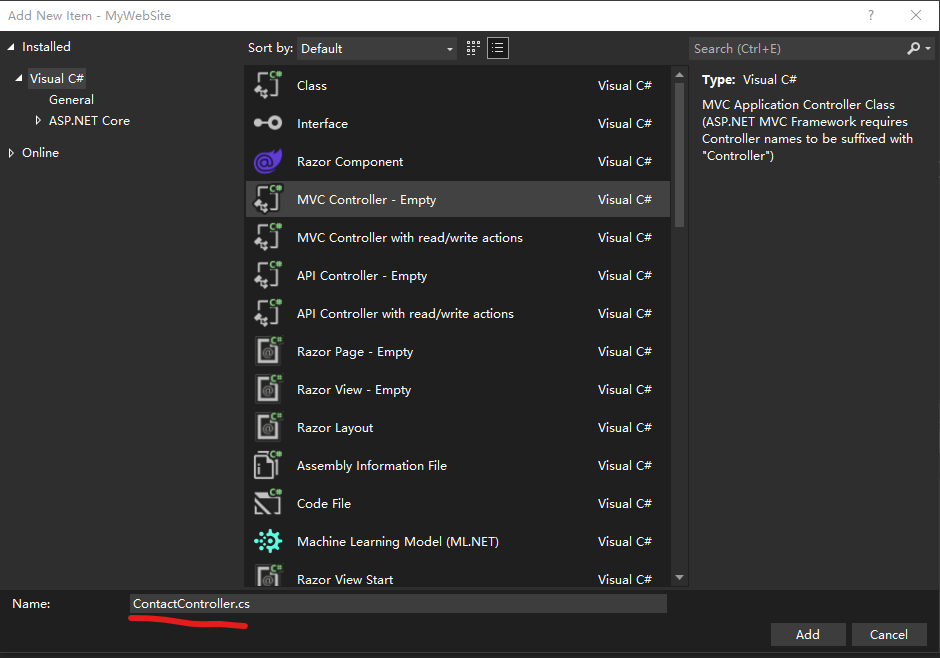 Add New Item - MyWebSite
?
Installed
Visual C#
General
ASP.NET Core
Online
Sort by: Default
Class Visual C#
Interface Visual C#
Razor Component Visual C#
MVC Controller - Empty Visual C#
MVC Controller with read/write actions Visual C#
API Controller - Empty Visual C#
API Controller with read/write actions Visual C#
Razor Page - Empty Visual C#
Razor View - Empty Visual C#
Razor Layout Visual C#
Assembly Information File Visual C#
Code File Visual C#
Machine Learning Model (ML.NET) Visual C#
Razor View Start Visual C#
Search (Ctrl+E)
Type: Visual C#
MVC Application Controller Class
(ASP.NET MVC Framework requires
Controller names to be suffixed with
"Controller")
Name: ContactController.cs
Add Cancel